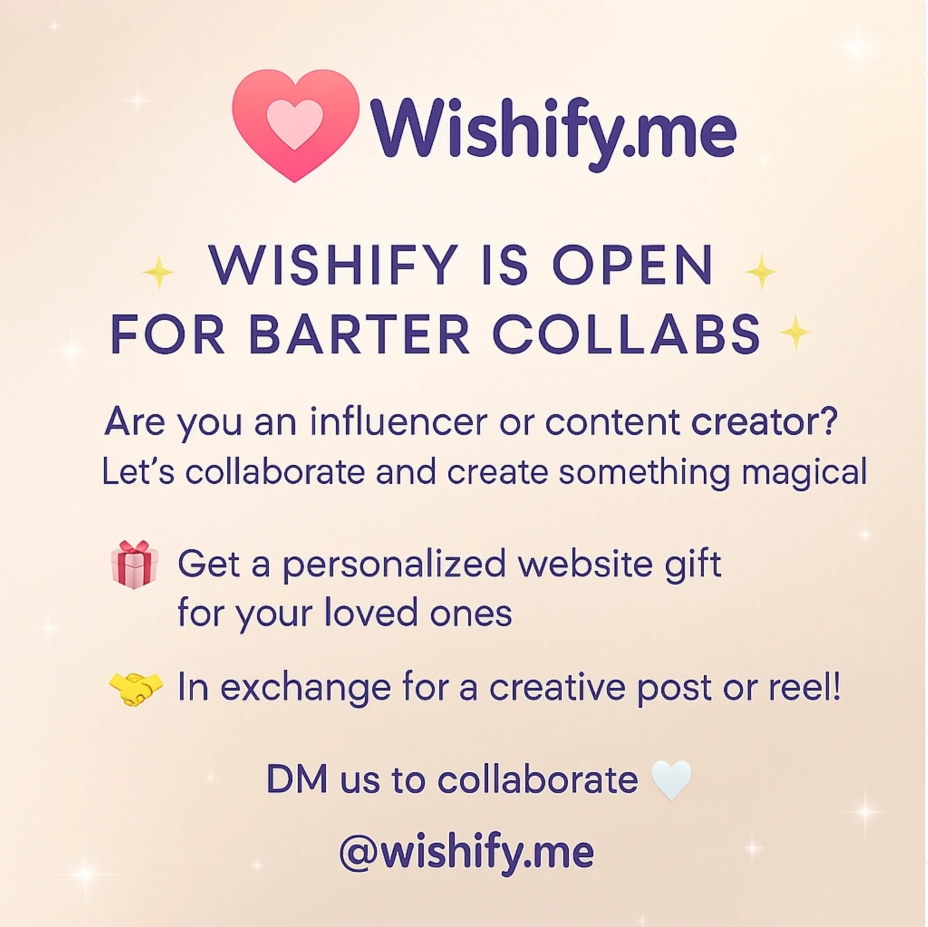 Wishify.me
WISHIFY IS OPEN
FOR BARTER COLLABS
Are you an influencer or content creator?
Let's collaborate and create something magical
Get a personalized website gift
for your loved ones
In exchange for a creative post or reel!
DM us to collaborate
@wishify.me